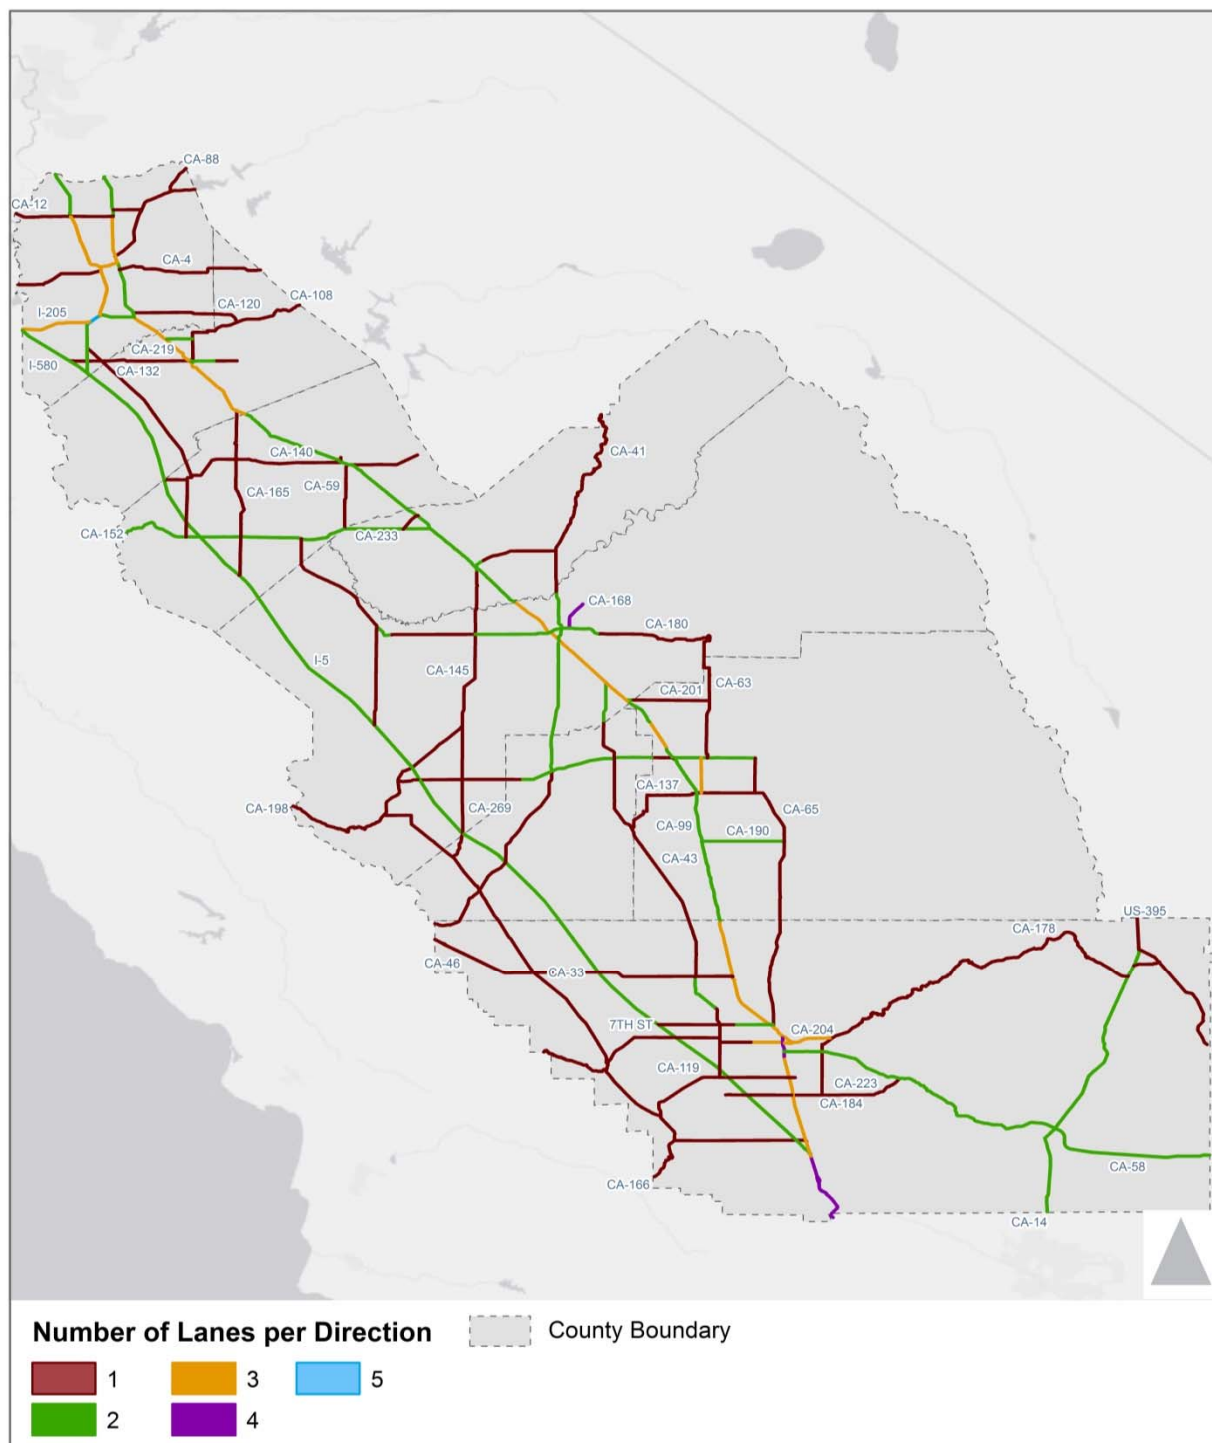 CA-88
CA-12
CA-4
CA-108
CA-120
I-205
CA-219
I-580
CA-132
CA-41
CA-140
CA-59
CA-165
CA-152
CA-233
CA-168
CA-180
I-5
CA-145
CA-63
CA-201
CA-137
CA-198
CA-269
CA-65
CA-99
CA-190
CA-43
US-395
CA-178
CA-46
CA-33
7TH ST
CA-204
CA-119
CA-223
CA-184
CA-58
CA-166
CA-14
Number of Lanes per Direction
County Boundary
1
3
5
2
4